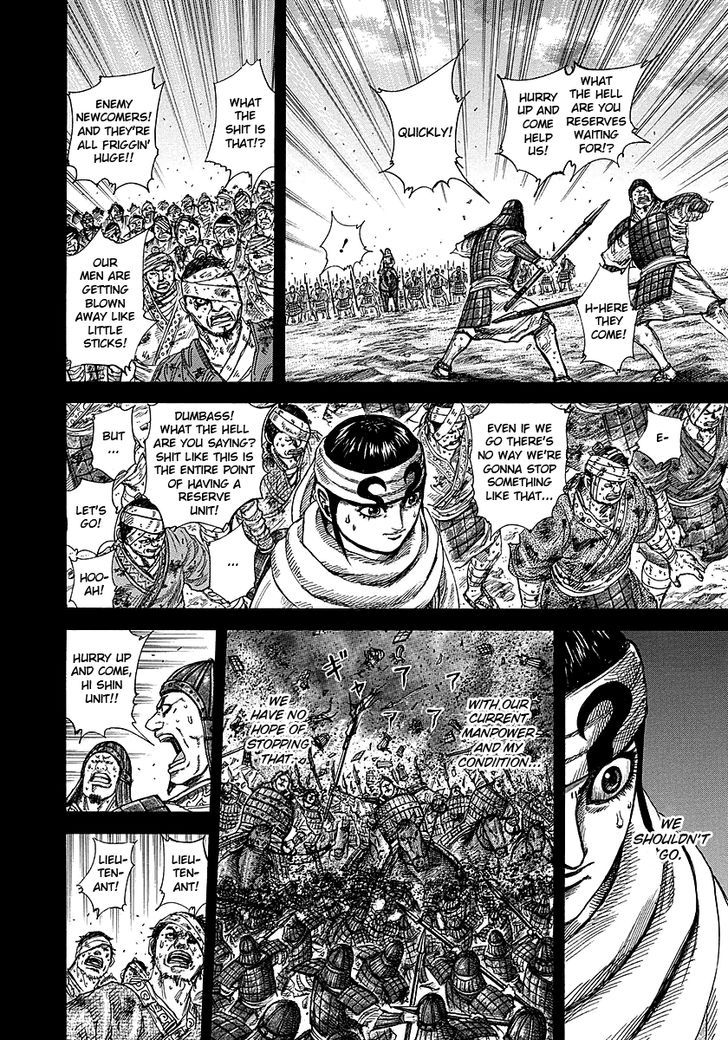 WHAT
THE HELL
ARE YOU
RESERVES
WAITING
FOR!?
HURRY
UP AND
COME
HELP
US!
QUICKLY!
!
H-HERE
THEY
COME!
WHAT
THE
SHIT IS
THAT!?
ENEMY
NEWCOMERS!
AND THEY'RE
ALL FRIGGIN'
HUGE!!
OUR
MEN ARE
GETTING
BLOWN
AWAY LIKE
LITTLE
STICKS!
E-
EVEN IF WE
GO THERE'S
NO WAY WE'RE
GONNA STOP
SOMETHING
LIKE THAT...
DUMBASS!
WHAT THE HELL
ARE YOU SAYING?
SHIT LIKE THIS IS
THE ENTIRE POINT
OF HAVING A
RESERVE
UNIT!
...
BUT
...
LET'S
GO!
HOO-
AH!
WE
SHOULDN'T
GO.
WITH OUR
CURRENT
MANPOWER
AND MY
CONDIITION...
ギャア
WE
HAVE NO
HOPE OF
STOPPING
THAT...
HURRY UP
AND COME,
HI SHIN
UNIT!!
LIEU-
TEN-
ANT!
LIEU-
TEN-
ANT!